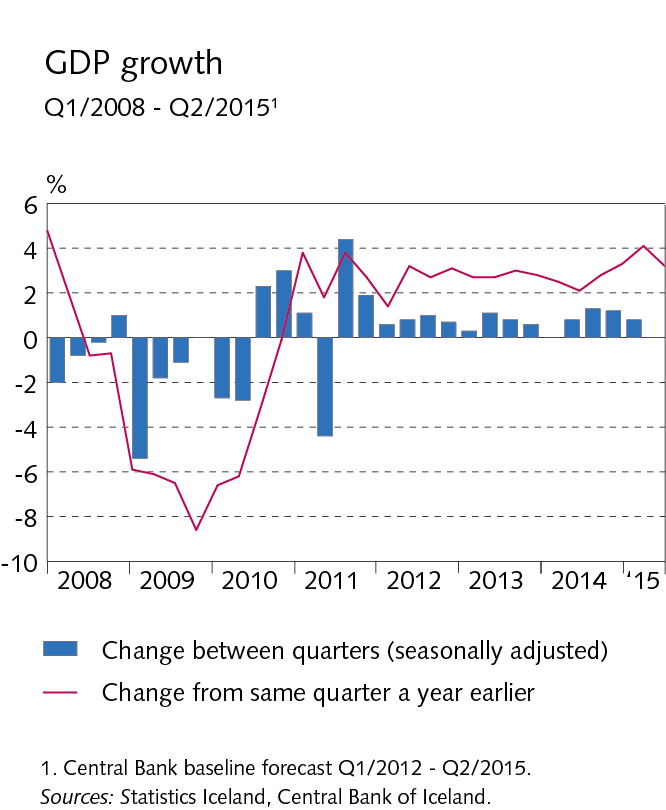 GDP growth
Q1/2008 - Q2/2015¹
%
6
4
2
0
-2
-4
-6
-8
-10
2008 2009 2010 2011 2012 2013 2014 ‘15
Change between quarters (seasonally adjusted)
Change from same quarter a year earlier
1. Central Bank baseline forecast Q1/2012 - Q2/2015.
Sources: Statistics Iceland, Central Bank of Iceland.